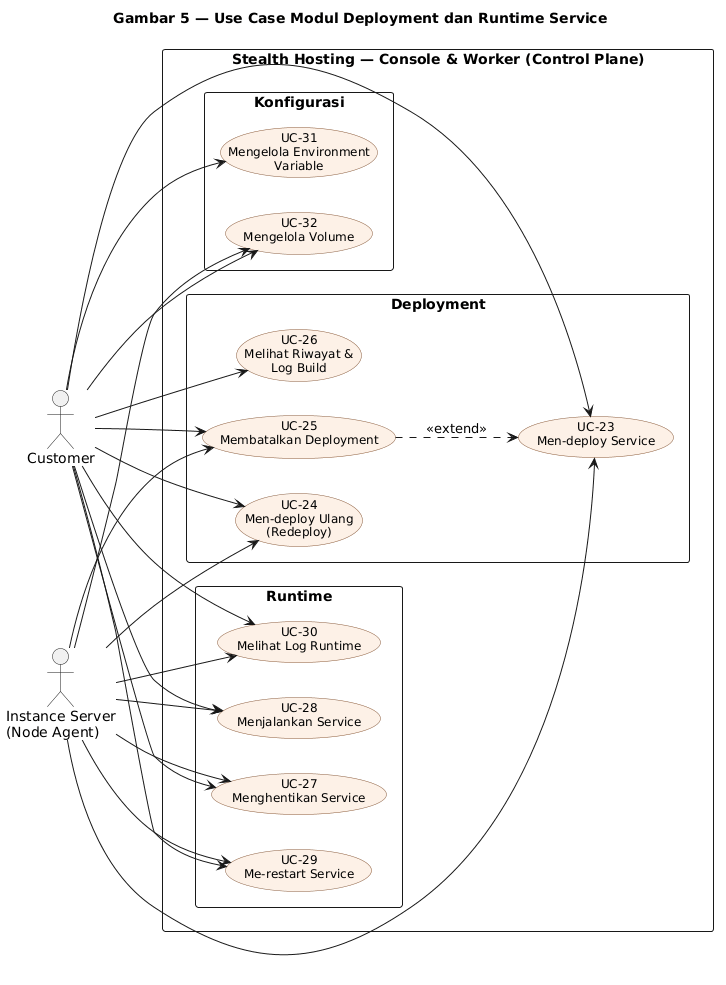 Gambar 5 — Use Case Modul Deployment dan Runtime Service
Stealth Hosting — Console & Worker (Control Plane)
Konfigurasi
UC-31
Mengelola Environment
Variable
UC-32
Mengelola Volume
Deployment
UC-26
Melihat Riwayat &
Log Build
UC-25
Membatalkan Deployment
«extend»
UC-23
Men-deploy Service
UC-24
Men-deploy Ulang
(Redeploy)
Customer
Runtime
UC-30
Melihat Log Runtime
UC-28
Menjalankan Service
UC-27
Menghentikan Service
UC-29
Me-restart Service
Instance Server
(Node Agent)